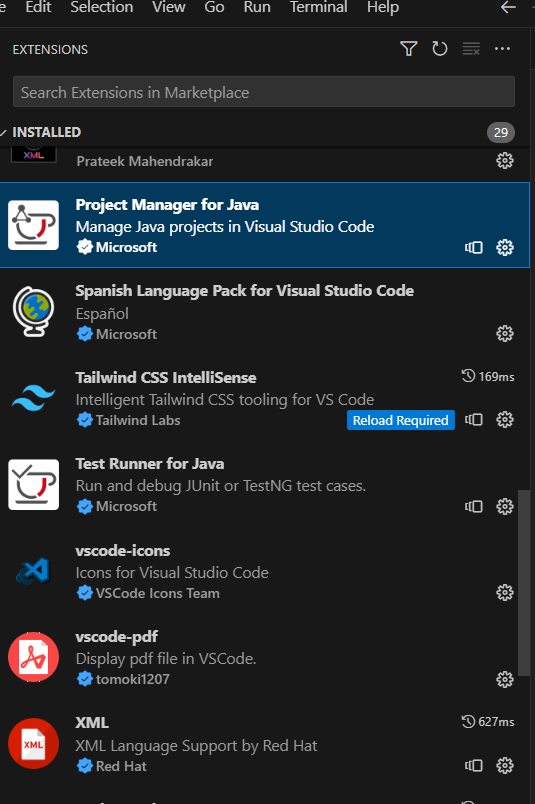 Edit Selection View Go Run Terminal Help
EXTENSIONS
Search Extensions in Marketplace
INSTALLED 29
XML
Prateek Mahendrakar
Project Manager for Java
Manage Java projects in Visual Studio Code
Microsoft
Spanish Language Pack for Visual Studio Code
Español
Microsoft
Tailwind CSS IntelliSense 169ms
Intelligent Tailwind CSS tooling for VS Code
Tailwind Labs Reload Required
Test Runner for Java
Run and debug JUnit or TestNG test cases.
Microsoft
vscode-icons
Icons for Visual Studio Code
VSCode Icons Team
vscode-pdf
Display pdf file in VSCode.
tomoki1207
XML 627ms
XML
XML Language Support by Red Hat
Red Hat